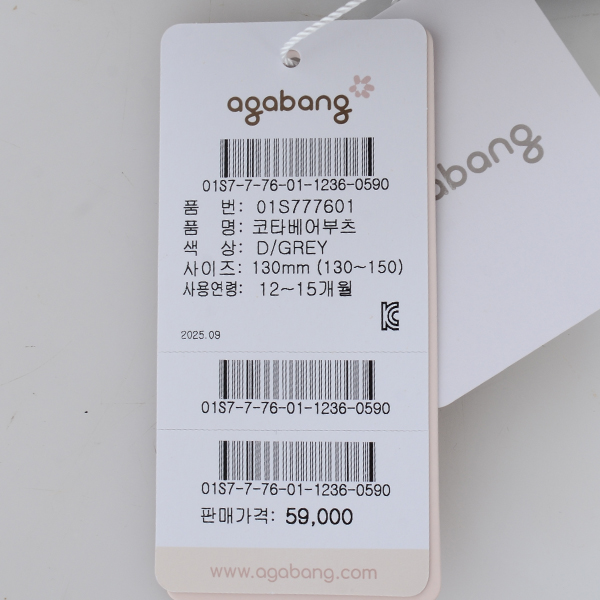 agabang
01S7-7-76-01-1236-0590
품 번: 01S777601
품 명: 코타베어부츠
색 상: D/GREY
사이즈: 130mm (130~150)
사용연령: 12~15개월
2025.09
01S7-7-76-01-1236-0590
01S7-7-76-01-1236-0590
판매가격: 59,000
www.agabang.com
abang